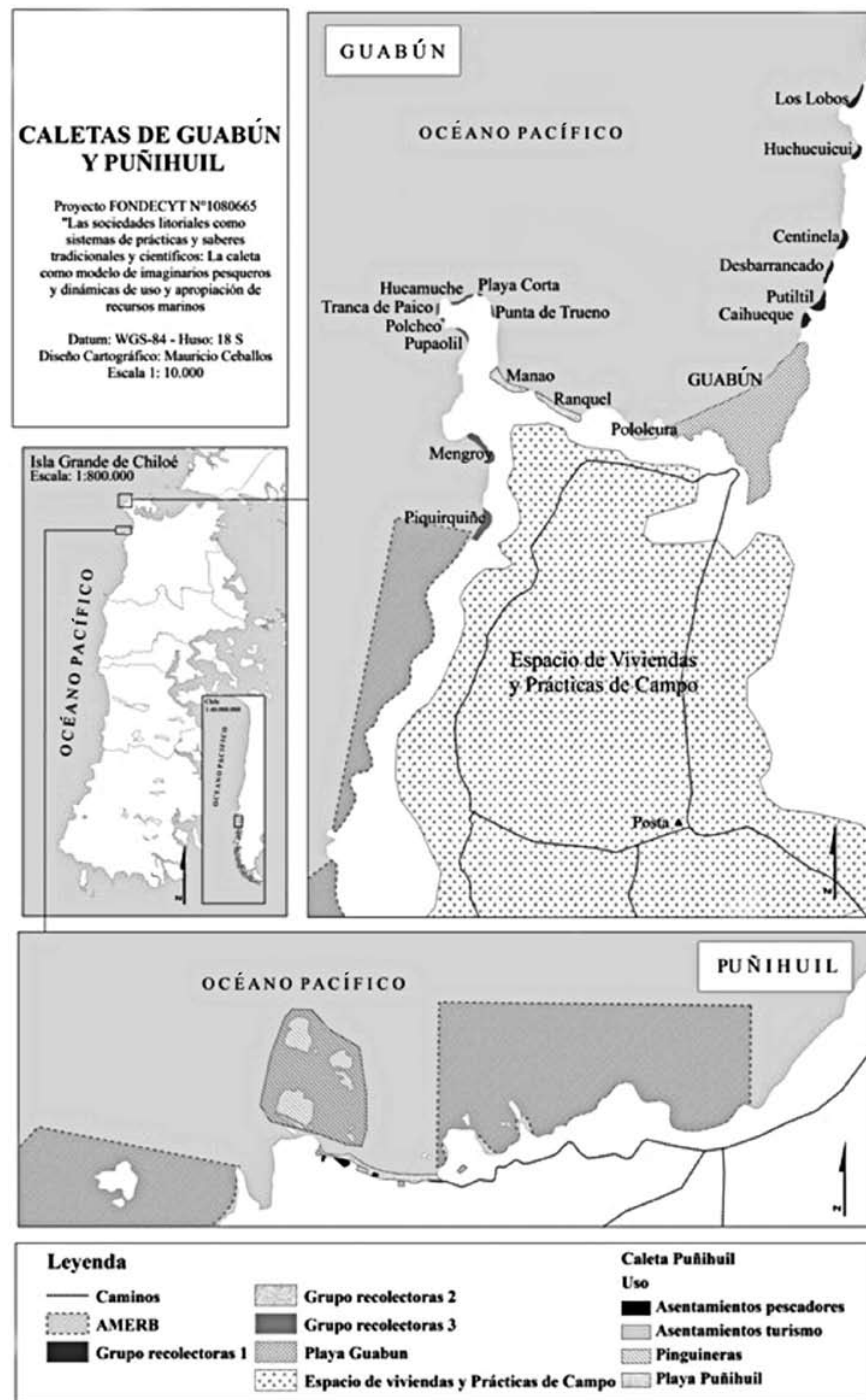 CALETAS DE GUABÚN
Y PUÑIHUIL
Proyecto FONDECYT Nº1080665
"Las sociedades litoriales como
sistemas de prácticas y saberes
tradicionales y científicos: La caleta
como modelo de imaginarios pesqueros
y dinámicas de uso y apropiación de
recursos marinos
Datum: WGS-84 - Huso: 18 S
Diseño Cartográfico: Mauricio Ceballos
Escala 1: 10.000
GUABÚN
OCÉANO PACÍFICO
Los Lobos
Huchucuicui
Centinela
Desbarrancado
Putiltil
Caihueque
Hucamuche
Playa Corta
Tranca de Paico
Punta de Trueno
Polcheo
Pupaolil
Manao
GUABÚN
Ranquel
Pololeura
Mengroy
Piquirquiñe
Espacio de Viviendas
y Prácticas de Campo
Posta
N
Isla Grande de Chiloé
Escala: 1:800.000
OCÉANO PACÍFICO
Chile
OCÉANO PACÍFICO
N
PUÑIHUIL
OCÉANO PACÍFICO
N
Leyenda
Caminos
AMERB
Grupo recolectoras 1
Grupo recolectoras 2
Grupo recolectoras 3
Playa Guabun
Espacio de viviendas y Prácticas de Campo
Caleta Puñihuil
Uso
Asentamientos pescadores
Asentamientos turismo
Pinguineras
Playa Puñihuil